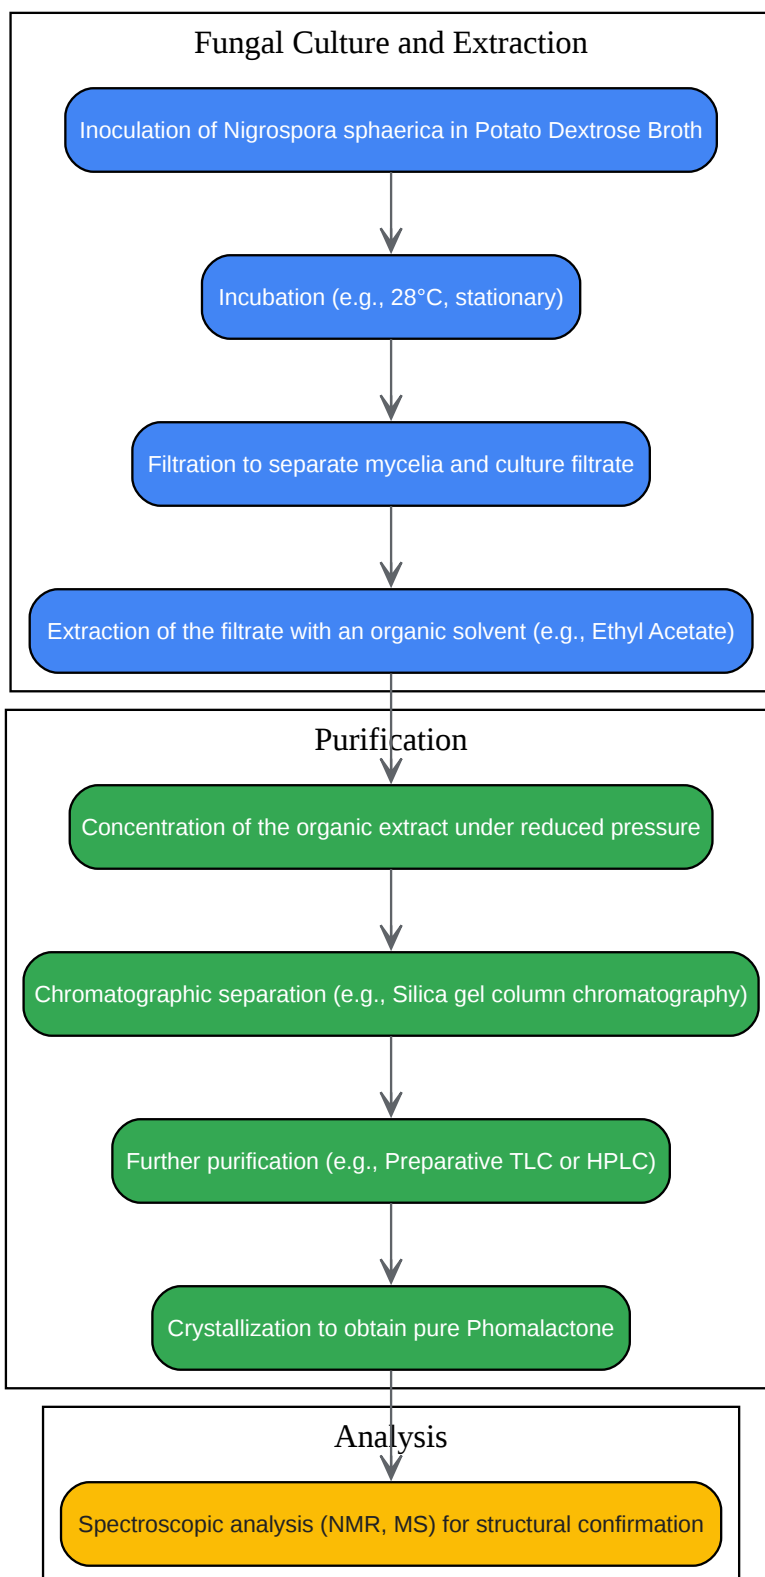 Fungal Culture and Extraction
Inoculation of Nigrospora sphaerica in Potato Dextrose Broth
Incubation (e.g., 28°C, stationary)
Filtration to separate mycelia and culture filtrate
Extraction of the filtrate with an organic solvent (e.g., Ethyl Acetate)
Purification
Concentration of the organic extract under reduced pressure
Chromatographic separation (e.g., Silica gel column chromatography)
Further purification (e.g., Preparative TLC or HPLC)
Crystallization to obtain pure Phomalactone
Analysis
Spectroscopic analysis (NMR, MS) for structural confirmation